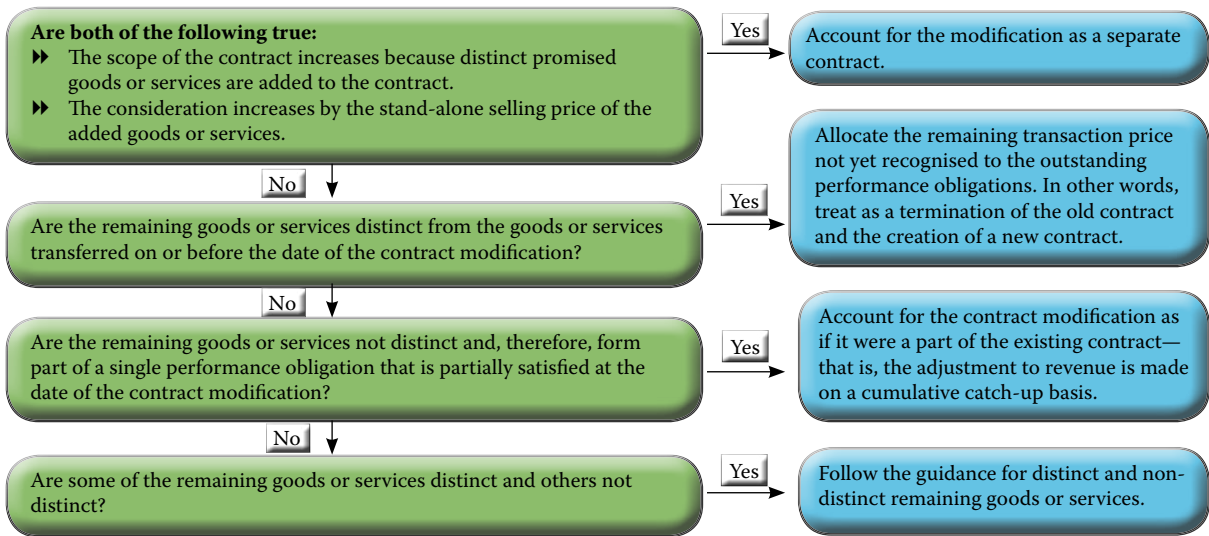 Are both of the following true:
The scope of the contract increases because distinct promised
goods or services are added to the contract.
The consideration increases by the stand-alone selling price of the
added goods or services.
Yes
Account for the modification as a separate
contract.
No
Are the remaining goods or services distinct from the goods or services
transferred on or before the date of the contract modification?
Yes
Allocate the remaining transaction price
not yet recognised to the outstanding
performance obligations. In other words,
treat as a termination of the old contract
and the creation of a new contract.
No
Are the remaining goods or services not distinct and, therefore, form
part of a single performance obligation that is partially satisfied at the
date of the contract modification?
Yes
Account for the contract modification as
if it were a part of the existing contract—
that is, the adjustment to revenue is made
on a cumulative catch-up basis.
No
Are some of the remaining goods or services distinct and others not
distinct?
Yes
Follow the guidance for distinct and non-
distinct remaining goods or services.